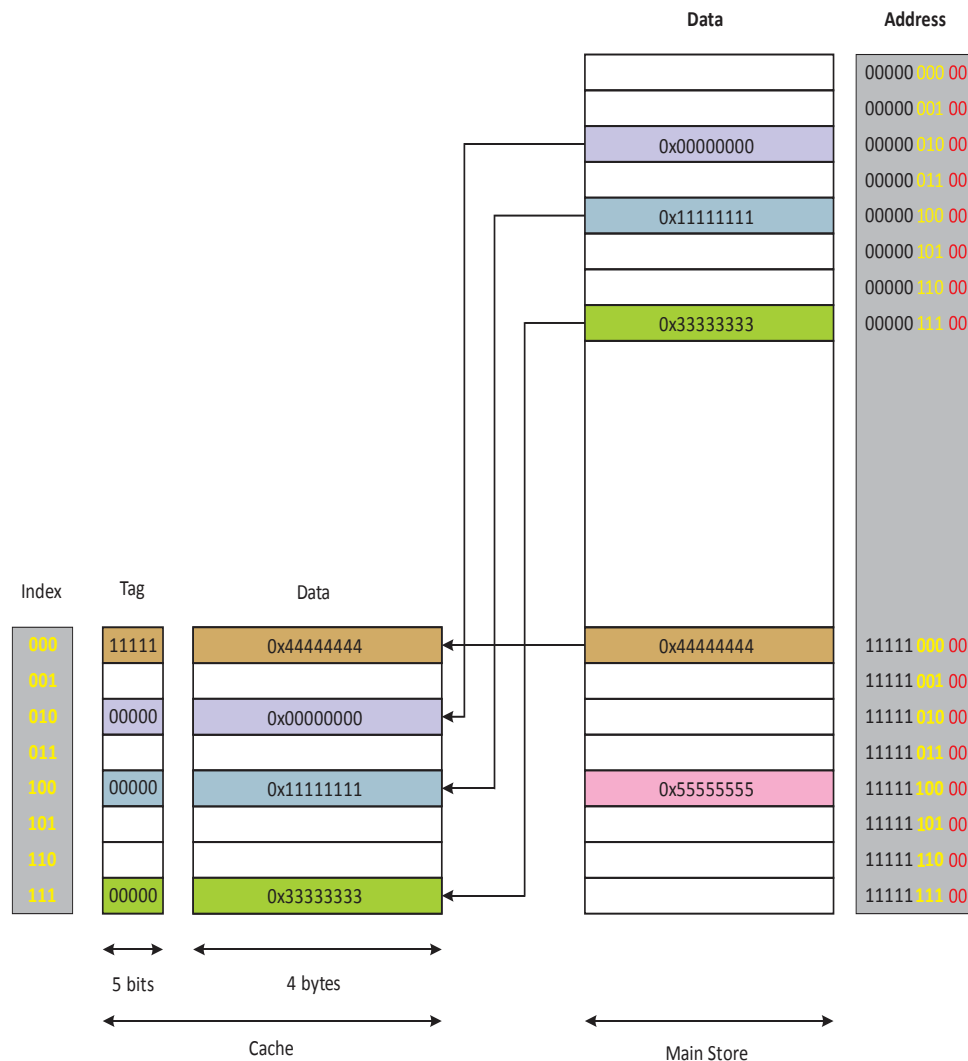 Data Address
00000 000 00
00000 001 00
0x00000000 00000 010 00
00000 011 00
0x11111111 00000 100 00
00000 101 00
00000 110 00
0x33333333 00000 111 00
Index Tag Data
000 11111 0x44444444 0x44444444 11111 000 00
001 11111 001 00
010 00000 0x00000000 11111 010 00
011 11111 011 00
100 00000 0x11111111 0x55555555 11111 100 00
101 11111 101 00
110 11111 110 00
111 00000 0x33333333 11111 111 00
5 bits 4 bytes
Cache Main Store